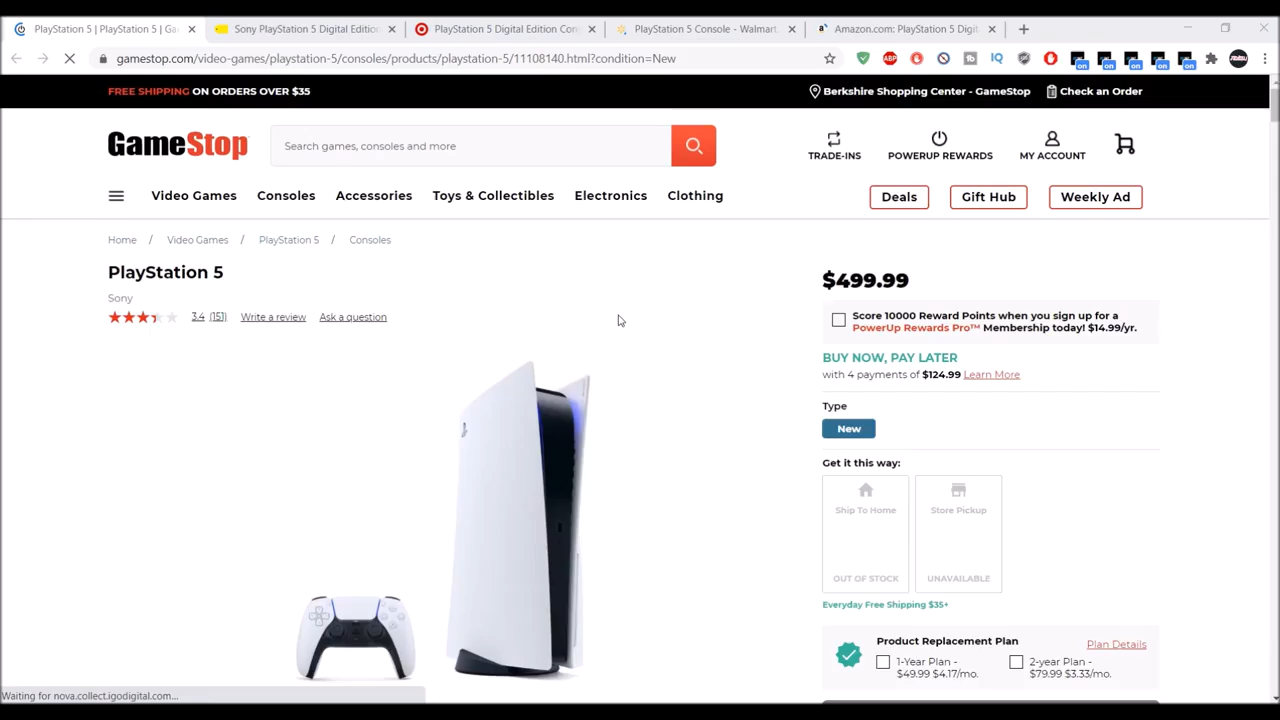 PlayStation 5 | PlayStation 5 | Ga
Sony PlayStation 5 Digital Edition
PlayStation 5 Digital Edition Con
PlayStation 5 Console - Walmart.
Amazon.com: PlayStation 5 Digit
gamestop.com/video-games/playstation-5/consoles/products/playstation-5/11108140.html?condition=New
ABP
IQ
on
on
on
on
on
FREE SHIPPING ON ORDERS OVER $35
Berkshire Shopping Center - GameStop
Check an Order
GameStop
Search games, consoles and more
TRADE-INS
POWERUP REWARDS
MY ACCOUNT
Video Games
Consoles
Accessories
Toys & Collectibles
Electronics
Clothing
Deals
Gift Hub
Weekly Ad
Home / Video Games / PlayStation 5 / Consoles
PlayStation 5
Sony
3.4 (151) Write a review Ask a question
$499.99
Score 10000 Reward Points when you sign up for a
PowerUp Rewards Pro™ Membership today! $14.99/yr.
BUY NOW, PAY LATER
with 4 payments of $124.99 Learn More
Type
New
Get it this way:
Ship To Home
Store Pickup
OUT OF STOCK
UNAVAILABLE
Everyday Free Shipping $35+
Product Replacement Plan
Plan Details
1-Year Plan -
$49.99 $4.17/mo.
2-year Plan -
$79.99 $3.33/mo.
Waiting for nova.collect.igodigital.com...